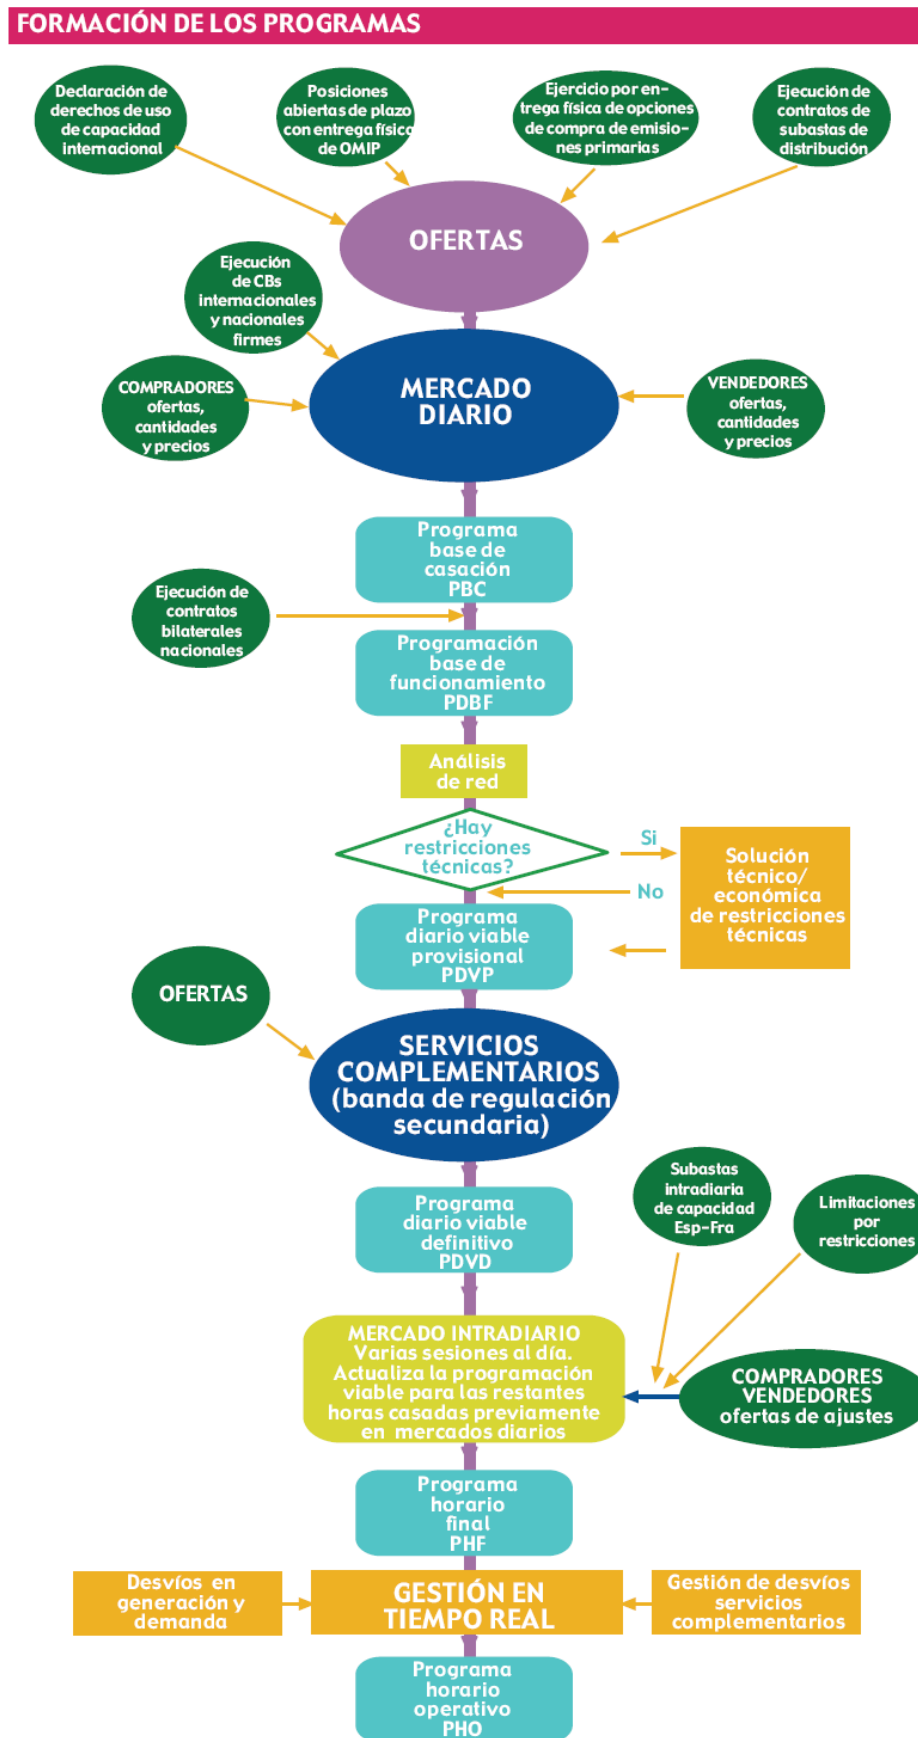 FORMACIÓN DE LOS PROGRAMAS
Declaración de
derechos de uso
de capacidad
internacional
Posiciones
abiertas de plazo
con entrega física
de OMIP
Ejercicio por en-
trega física de opciones
de compra de emisio-
nes primarias
Ejecución de
contratos de
subastas de
distribución
OFERTAS
Ejecución
de CBs
internacionales
y nacionales
firmes
COMPRADORES
ofertas,
cantidades
y precios
MERCADO
DIARIO
VENDEDORES
ofertas,
cantidades
y precios
Programa
base de
casación
PBC
Ejecución de
contratos
bilaterales
nacionales
Programación
base de
funcionamiento
PDBF
Análisis
de red
¿Hay
restricciones
técnicas?
Si
No
Solución
técnico/
económica
de restricciones
técnicas
Programa
diario viable
provisional
PDVP
OFERTAS
SERVICIOS
COMPLEMENTARIOS
(banda de regulación
secundaria)
Programa
diario viable
definitivo
PDVD
Subastas
intradiaria
de capacidad
Esp-Fra
Limitaciones
por
restricciones
MERCADO INTRADIARIO
Varias sesiones al día.
Actualiza la programación
viable para las restantes
horas casadas previamente
en mercados diarios
COMPRADORES
VENDEDORES
ofertas de ajustes
Programa
horario
final
PHF
Desvíos en
generación y
demanda
GESTIÓN EN
TIEMPO REAL
Gestión de desvíos
servicios
complementarios
Programa
horario
operativo
PHO